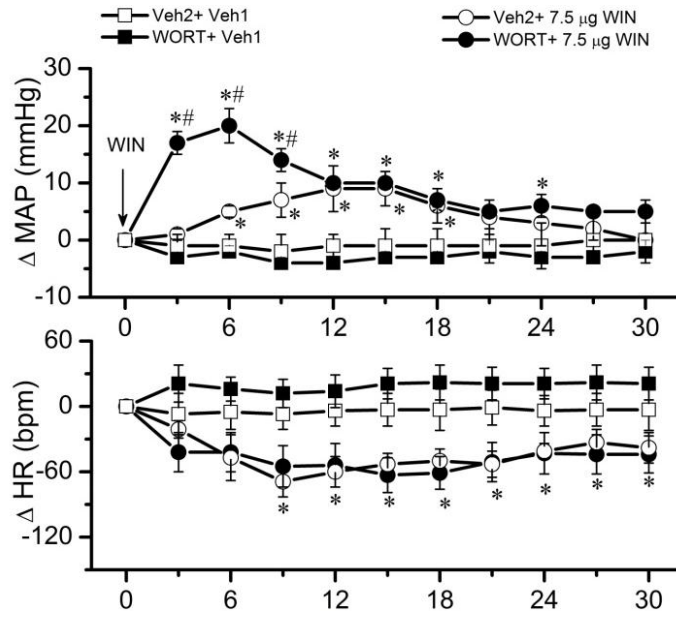 Veh2+ Veh1
WORT+ Veh1
Veh2+ 7.5 µg WIN
WORT+ 7.5 µg WIN
Δ MAP (mmHg)
30
20
10
0
-10
WIN
*# *# *# * * * *
* * * * *
0 6 12 18 24 30
Δ HR (bpm)
60
0
-60
-120
* * * * * * * *
0 6 12 18 24 30